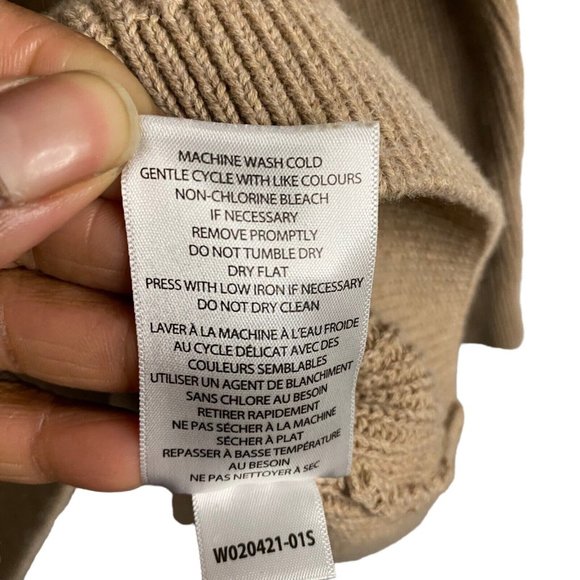 MACHINE WASH COLD
GENTLE CYCLE WITH LIKE COLOURS
NON-CHLORINE BLEACH
IF NECESSARY
REMOVE PROMPTLY
DO NOT TUMBLE DRY
DRY FLAT
PRESS WITH LOW IRON IF NECESSARY
DO NOT DRY CLEAN
LAVER À LA MACHINE À L'EAU FROIDE
AU CYCLE DÉLICAT AVEC DES
COULEURS SEMBLABLES
UTILISER UN AGENT DE BLANCHIMENT
SANS CHLORE AU BESOIN
RETIRER RAPIDEMENT
NE PAS SÉCHER À LA MACHINE
SÉCHER À PLAT
REPASSER À BASSE TEMPÉRATURE
AU BESOIN
NE PAS NETTOYER À SEC
W020421-01S